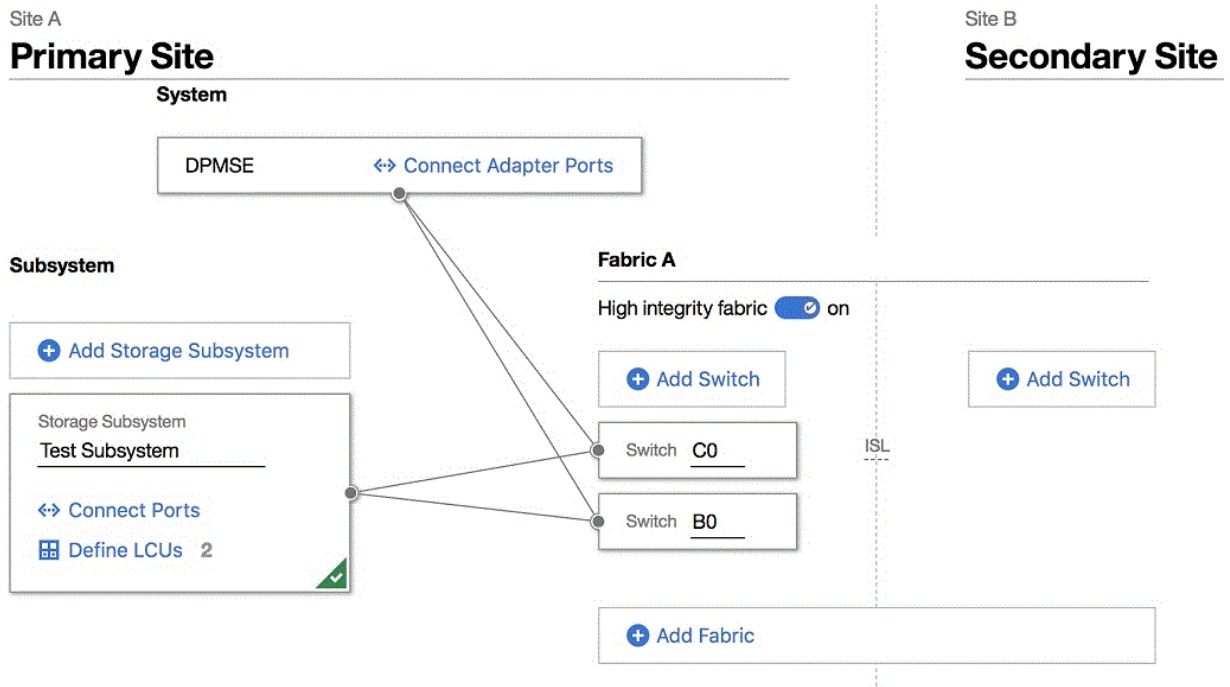 Site A
Primary Site
Site B
Secondary Site
System
DPMSE
Connect Adapter Ports
Subsystem
Add Storage Subsystem
Storage Subsystem
Test Subsystem
Connect Ports
Define LCUs 2
Fabric A
High integrity fabric on
Add Switch
Add Switch
Switch C0
ISL
Switch B0
Add Fabric